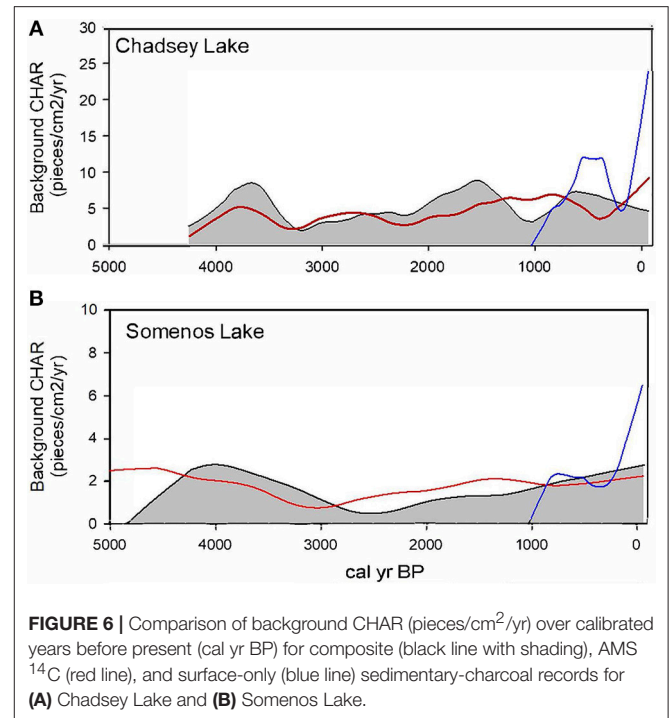 A
30
Chadsey Lake
25
20
15
10
5
0
Background CHAR
(pieces/cm2/yr)
5000 4000 3000 2000 1000 0
B
10
Somenos Lake
8
6
4
2
0
Background CHAR
(pieces/cm2/yr)
5000 4000 3000 2000 1000 0
cal yr BP
FIGURE 6 | Comparison of background CHAR (pieces/cm²/yr) over calibrated
years before present (cal yr BP) for composite (black line with shading), AMS
¹⁴C (red line), and surface-only (blue line) sedimentary-charcoal records for
(A) Chadsey Lake and (B) Somenos Lake.